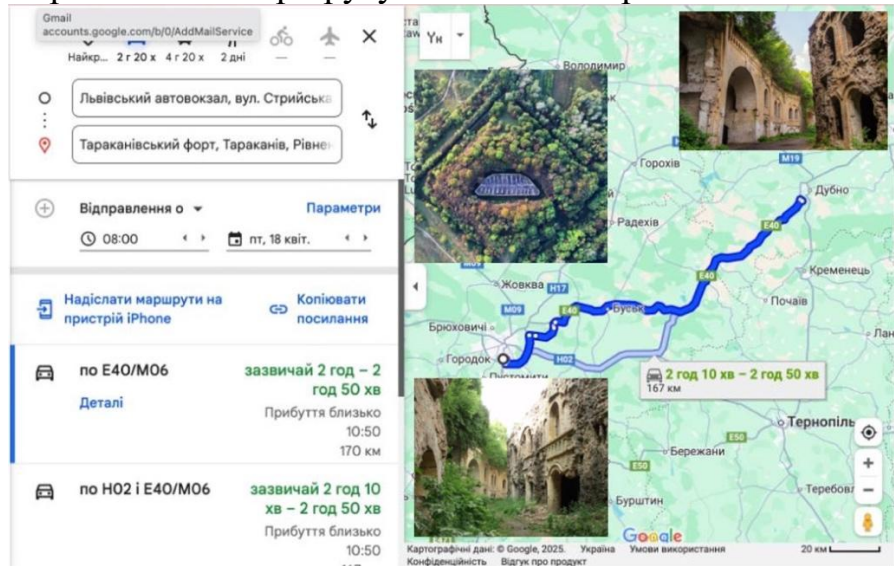 Gmail
accounts.google.com/b/0/AddMailService
Найкр... 2 г 20 х 4 г 20 х 2 дні — —
Львівський автовокзал, вул. Стрийська
Тараканівський форт, Тараканів, Рівнен
Відправлення о
Параметри
08:00
пт, 18 квіт.
Надіслати маршрути на
пристрій iPhone
Копіювати
посилання
по E40/M06
Деталі
зазвичай 2 год – 2
год 50 хв
Прибуття близько
10:50
170 км
по H02 і E40/M06
зазвичай 2 год 10
хв – 2 год 50 хв
Прибуття близько
10:50
Володимир
Горохів
M19
Дубно
Радехів
E40
E40
Кременець
Жовква
H17
M09
E40
Буськ
Почаїв
Брюховичі
Городок
H02
Пустомити
2 год 10 хв – 2 год 50 хв
167 км
Тернопіль
E50
Бережани
E50
Теребовл
Бурштин
Google
Картографічні дані: © Google, 2025. Україна Умови використання 20 км
Конфіденційність Відгук про продукт